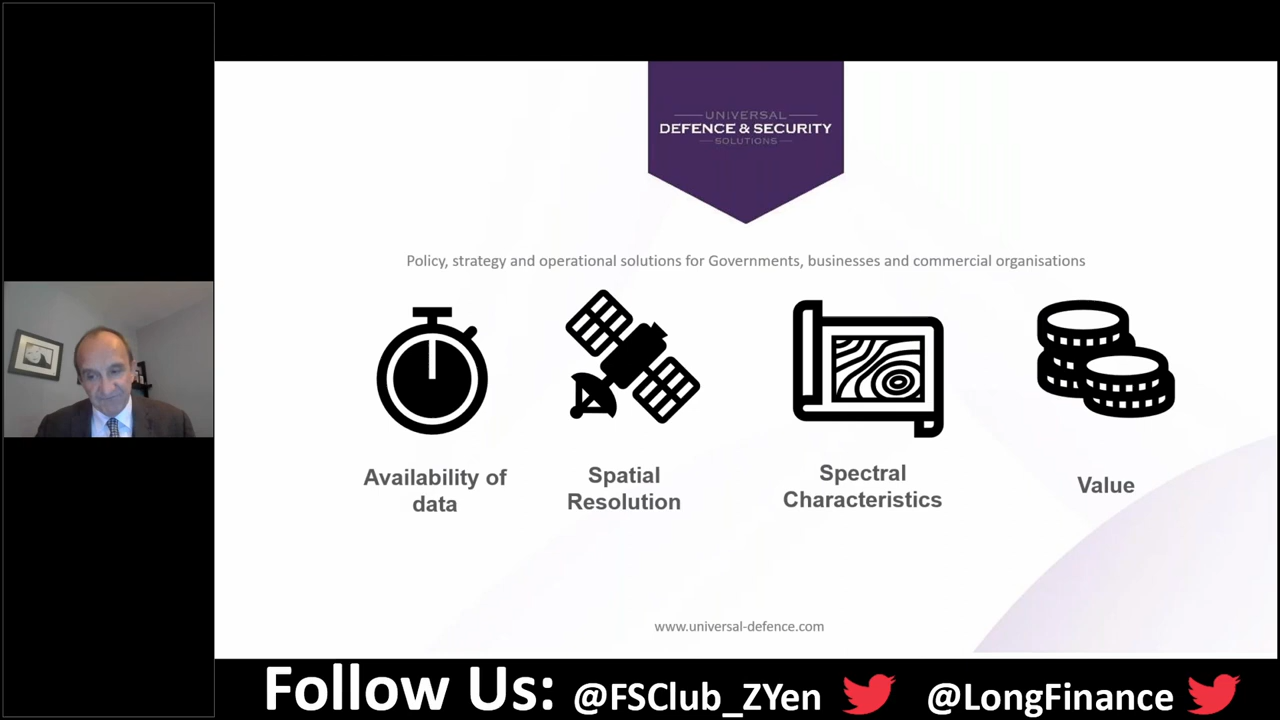 UNIVERSAL
DEFENCE & SECURITY
SOLUTIONS
Policy, strategy and operational solutions for Governments, businesses and commercial organisations
Availability of
data
Spatial
Resolution
Spectral
Characteristics
Value
www.universal-defence.com
Follow Us: @FSClub_ZYen @LongFinance